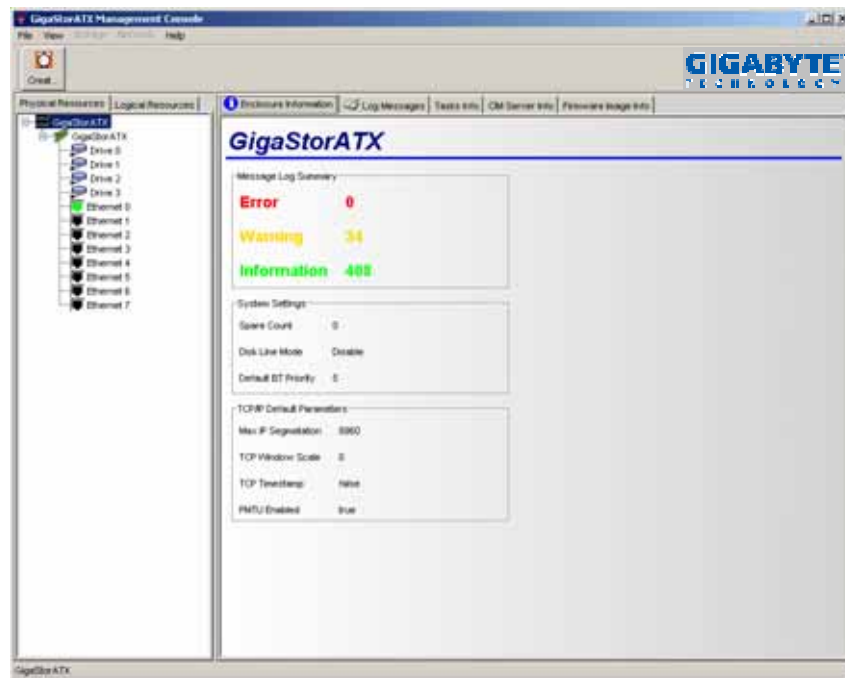 GigaStorATX Management Console
File View Storage Network Help
Creat...
GIGABYTE
TECHNOLOGY
Physical Resources Logical Resources
Enclosure Information Log Messages Tasks Info CM Server Info Firmware Image Info
GigaStorATX
GigaStorATX
Drive 0
Drive 1
Drive 2
Drive 3
Ethernet 0
Ethernet 1
Ethernet 2
Ethernet 3
Ethernet 4
Ethernet 5
Ethernet 6
Ethernet 7
GigaStorATX
Message Log Summary
Error 0
Warning 34
Information 408
System Settings
Spare Count 0
Disk Line Mode Disable
Default BT Priority
TCP/IP Default Parameters
Max IP Segmentation
TCP Window Scale 0
TCP Timestamp false
PMTU Enabled true
GigaStorATX